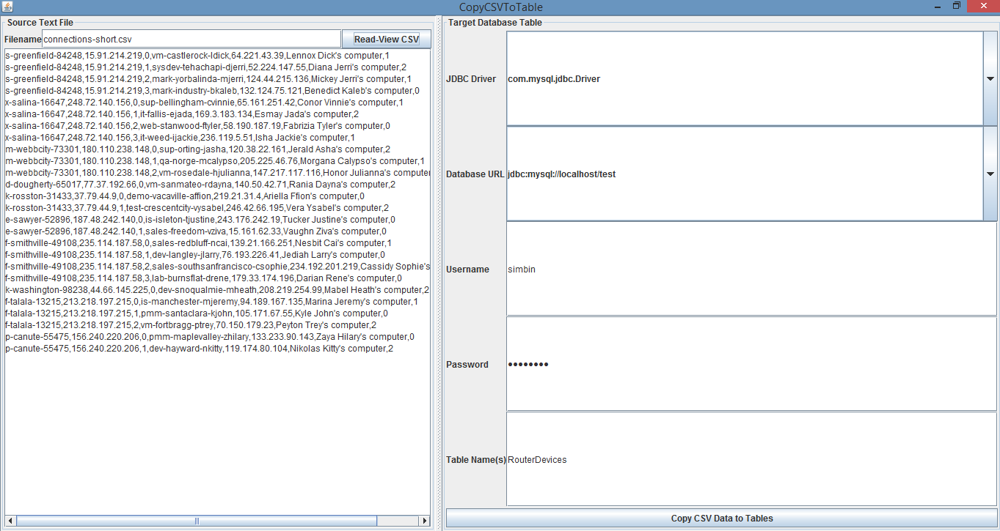 CopyCSVToTable
Source Text File
Filename connections-short.csv Read-View CSV
s-greenfield-84248,15.91.214.219,0,vm-castlerock-ldick,64.221.43.39,Lennox Dick's computer,1
s-greenfield-84248,15.91.214.219,1,sysdev-tehachapi-djerri,52.224.147.55,Diana Jerri's computer,2
s-greenfield-84248,15.91.214.219,2,mark-yorbalinda-mjerri,124.44.215.136,Mickey Jerri's computer,1
s-greenfield-84248,15.91.214.219,3,mark-industry-bkaleb,132.124.75.121,Benedict Kaleb's computer,0
x-salina-16647,248.72.140.156,0,sup-bellingham-cvinnie,65.161.251.42,Conor Vinnie's computer,1
x-salina-16647,248.72.140.156,1,it-fallis-ejada,169.3.183.134,Esmay Jada's computer,2
x-salina-16647,248.72.140.156,2,web-stanwood-ftyler,58.190.187.19,Fabrizia Tyler's computer,0
x-salina-16647,248.72.140.156,3,it-weed-ijackie,236.119.5.51,Isha Jackie's computer,1
m-webbcity-73301,180.110.238.148,0,sup-orting-jasha,120.38.22.161,Jerald Asha's computer,2
m-webbcity-73301,180.110.238.148,1,qa-norge-mcalypso,205.225.46.76,Morgana Calypso's computer,1
m-webbcity-73301,180.110.238.148,2,vm-rosedale-hjulianna,147.217.117.116,Honor Julianna's computer
d-dougherty-65017,77.37.192.66,0,vm-sanmateo-rdayna,140.50.42.71,Rania Dayna's computer,2
k-rosston-31433,37.79.44.9,0,demo-vacaville-affion,219.21.31.4,Ariella Ffion's computer,0
k-rosston-31433,37.79.44.9,1,test-crescentcity-vysabel,246.42.66.195,Vera Ysabel's computer,2
e-sawyer-52896,187.48.242.140,0,is-isleton-tjustine,243.176.242.19,Tucker Justine's computer,0
e-sawyer-52896,187.48.242.140,1,sales-freedom-vziva,15.161.62.33,Vaughn Ziva's computer,0
f-smithville-49108,235.114.187.58,0,sales-redbluff-ncai,139.21.166.251,Nesbit Cai's computer,1
f-smithville-49108,235.114.187.58,1,dev-langley-jlarry,76.193.226.41,Jediah Larry's computer,0
f-smithville-49108,235.114.187.58,2,sales-southsanfrancisco-csophie,234.192.201.219,Cassidy Sophie's
f-smithville-49108,235.114.187.58,3,lab-burnsflat-drene,179.33.174.196,Darian Rene's computer,0
k-washington-98238,44.66.145.225,0,dev-snoqualmie-mheath,208.219.254.99,Mabel Heath's computer,2
f-talala-13215,213.218.197.215,0,is-manchester-mjeremy,94.189.167.135,Marina Jeremy's computer,1
f-talala-13215,213.218.197.215,1,pmm-santaclara-kjohn,105.171.67.55,Kyle John's computer,0
f-talala-13215,213.218.197.215,2,vm-fortbragg-ptrey,70.150.179.23,Peyton Trey's computer,2
p-canute-55475,156.240.220.206,0,pmm-maplevalley-zhilary,133.233.90.143,Zaya Hilary's computer,0
p-canute-55475,156.240.220.206,1,dev-hayward-nkitty,119.174.80.104,Nikolas Kitty's computer,2
Target Database Table
JDBC Driver com.mysql.jdbc.Driver
Database URL jdbc:mysql://localhost/test
Username simbin
Password ●●●●●●●●
Table Name(s) RouterDevices
Copy CSV Data to Tables